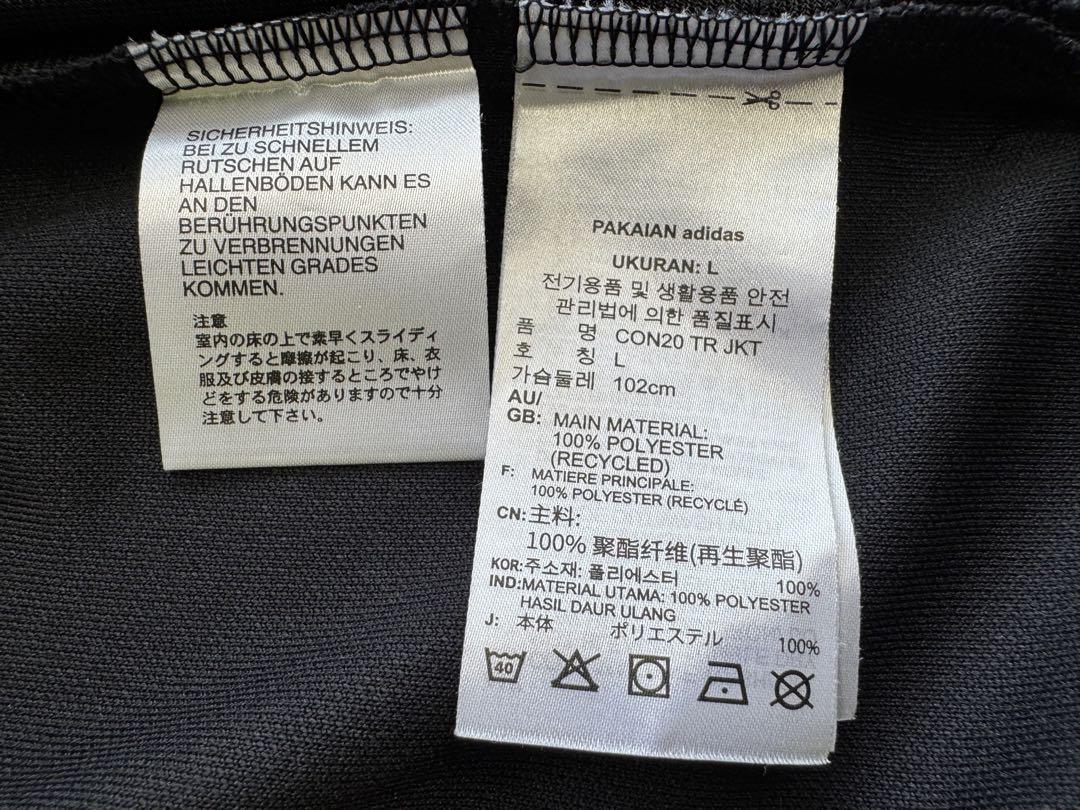 SICHERHEITSHINWEIS:
BEI ZU SCHNELLEM
RUTSCHEN AUF
HALLENBÖDEN KANN ES
AN DEN
BERÜHRUNGSPUNKTEN
ZU VERBRENNUNGEN
LEICHTEN GRADES
KOMMEN.
注意
室内の床の上で素早くスライディ
ングすると摩擦が起こり、床、衣
服及び皮膚の接するところでやけ
どをする危険がありますので十分
注意して下さい。
PAKAIAN adidas
UKURAN: L
전기용품 및 생활용품 안전
관리법에 의한 품질표시
품 명 CON20 TR JKT
호 칭 L
가슴둘레 102cm
AU/
GB: MAIN MATERIAL:
100% POLYESTER
(RECYCLED)
F: MATIERE PRINCIPALE:
100% POLYESTER (RECYCLÉ)
CN: 主料:
100% 聚酯纤维(再生聚酯)
KOR: 주소재: 폴리에스터 100%
IND: MATERIAL UTAMA: 100% POLYESTER
HASIL DAUR ULANG
J: 本体 ポリエステル 100%
40